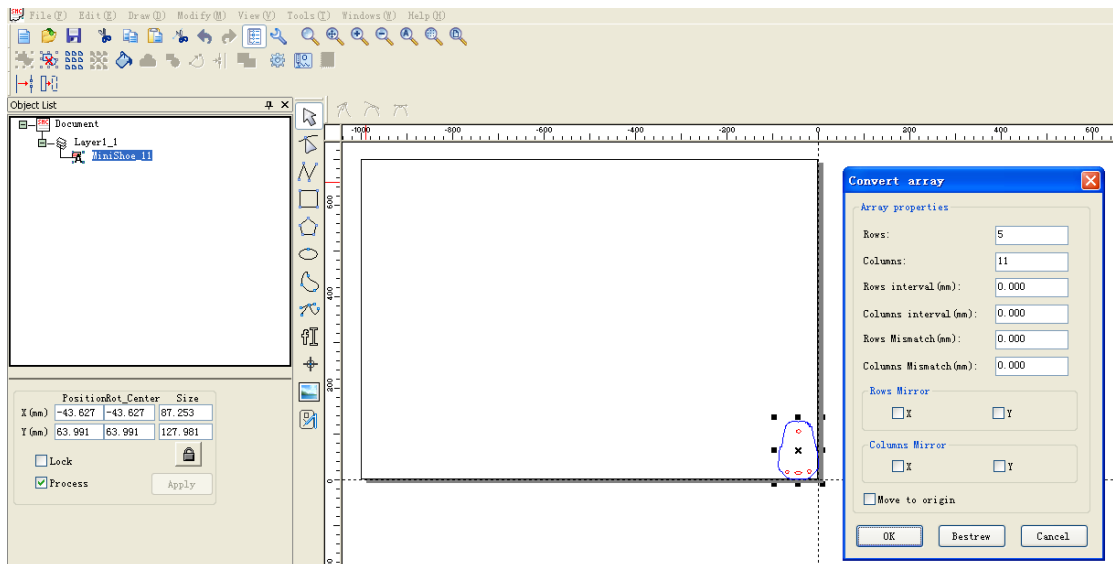 SMC File(F) Edit(E) Draw(D) Modify(M) View(V) Tools(T) Windows(W) Help(H)
Object List
SMC Document
Layer1_1
MiniShoe_11
-1000 -800 -600 -400 -200 0 200 400 600
600
400
200
0
0
Position Rot_Center Size
X(mm) -43.627 -43.627 87.253
Y(mm) 63.991 63.991 127.981
Lock
Process Apply
Convert array
Array properties
Rows: 5
Columns: 11
Rows interval(mm): 0.000
Columns interval(mm): 0.000
Rows Mismatch(mm): 0.000
Columns Mismatch(mm): 0.000
Rows Mirror
X Y
Columns Mirror
X Y
Move to origin
OK Bestrew Cancel